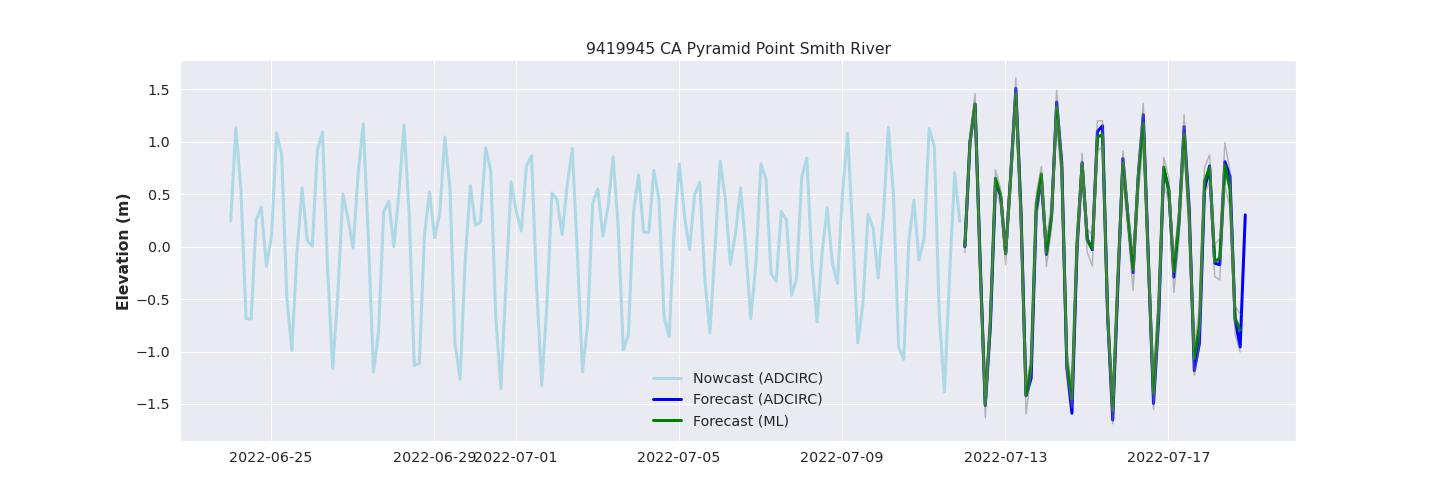 9419945 CA Pyramid Point Smith River
Elevation (m)
1.5
1.0
0.5
0.0
−0.5
−1.0
−1.5
Nowcast (ADCIRC)
Forecast (ADCIRC)
Forecast (ML)
2022-06-25 2022-06-29 2022-07-01 2022-07-05 2022-07-09 2022-07-13 2022-07-17